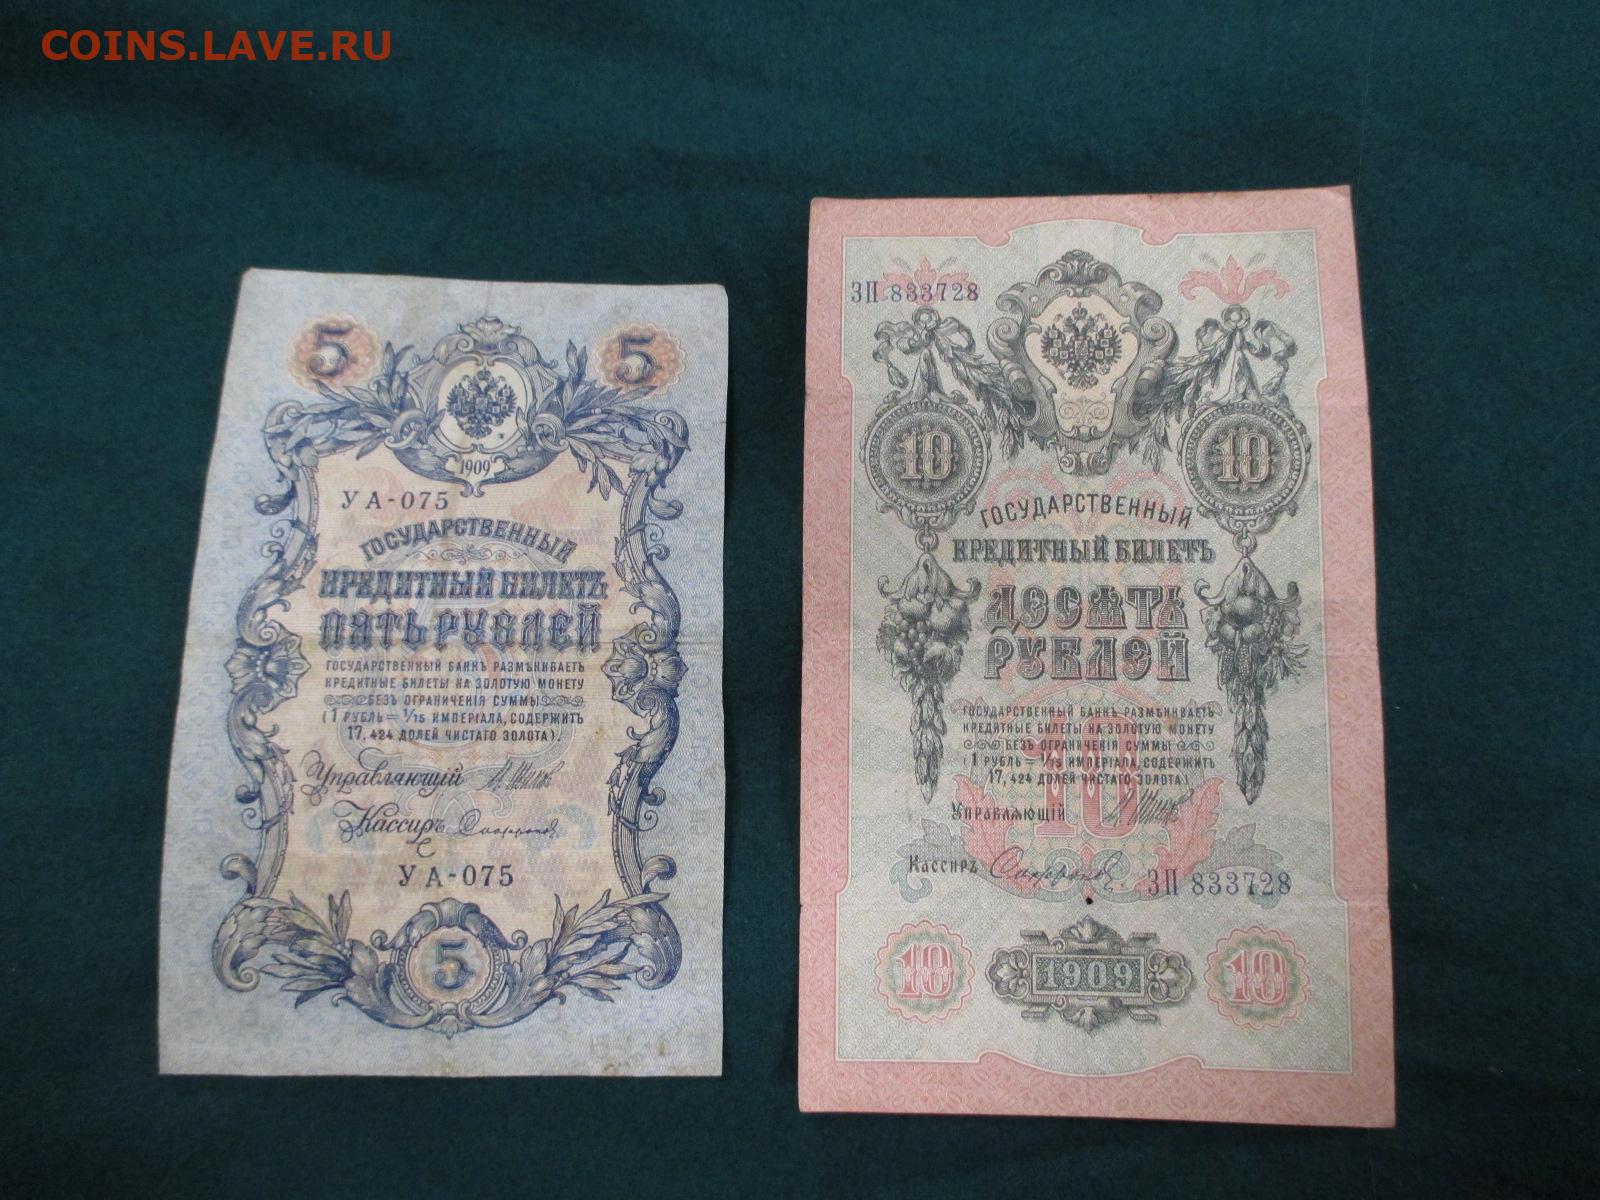 COINS.LAVE.RU
5 5
1909
УА-075
ГОСУДАРСТВЕННЫЙ
КРЕДИТНЫЙ БИЛЕТЪ
ПЯТЬ РУБЛЕЙ
ГОСУДАРСТВЕННЫЙ БАНКЪ РАЗМѢНИВАЕТЪ
КРЕДИТНЫЕ БИЛЕТЫ НА ЗОЛОТУЮ МОНЕТУ
БЕЗЪ ОГРАНИЧЕНІЯ СУММЫ
(1 РУБЛЬ = 1/15 ИМПЕРІАЛА, СОДЕРЖИТЪ
17,424 ДОЛЕЙ ЧИСТАГО ЗОЛОТА).
Управляющій
Кассиръ
УА-075
5
ЗП 833728
10 10
ГОСУДАРСТВЕННЫЙ
КРЕДИТНЫЙ БИЛЕТЪ
ДЕСЯТЬ
РУБЛЕЙ
ГОСУДАРСТВЕННЫЙ БАНКЪ РАЗМѢНИВАЕТЪ
КРЕДИТНЫЕ БИЛЕТЫ НА ЗОЛОТУЮ МОНЕТУ
БЕЗЪ ОГРАНИЧЕНІЯ СУММЫ
(1 РУБЛЬ = 1/15 ИМПЕРІАЛА, СОДЕРЖИТЪ
17,424 ДОЛЕЙ ЧИСТАГО ЗОЛОТА)
10
Управляющій
Кассиръ
ЗП 833728
10 1909 10